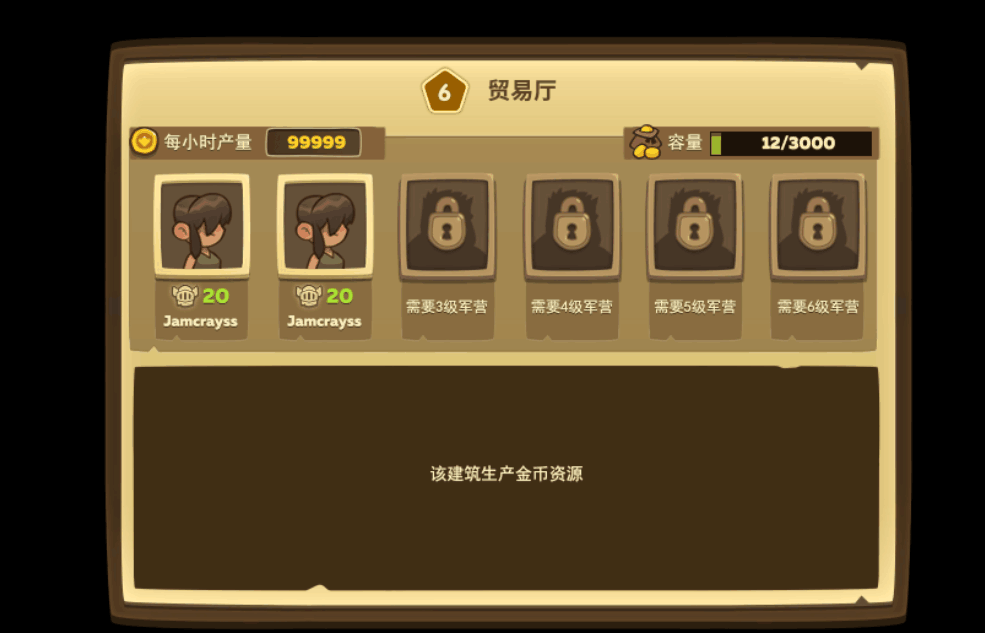 6 贸易厅
每小时产量 99999
容量 12/3000
20 20
Jamcrayss Jamcrayss
需要3级军营 需要4级军营 需要5级军营 需要6级军营
该建筑生产金币资源